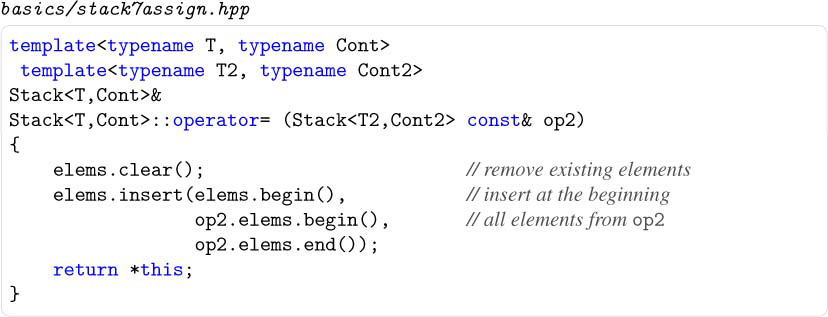 basics/stack7assign.hpp
template<typename T, typename Cont>
 template<typename T2, typename Cont2>
Stack<T,Cont>&
Stack<T,Cont>::operator= (Stack<T2,Cont2> const& op2)
{
    elems.clear();                        // remove existing elements
    elems.insert(elems.begin(),           // insert at the beginning
                 op2.elems.begin(),       // all elements from op2
                 op2.elems.end());
    return *this;
}